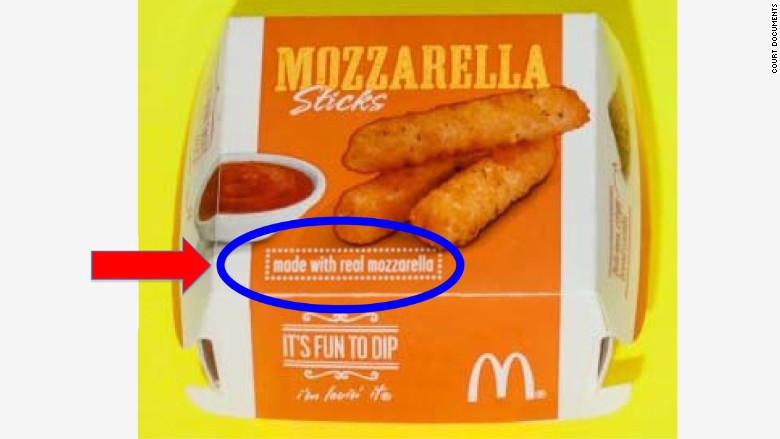 COURT DOCUMENTS
MOZZARELLA
Sticks
made with real mozzarella
IT'S FUN TO DIP
i'm lovin' it®
M®